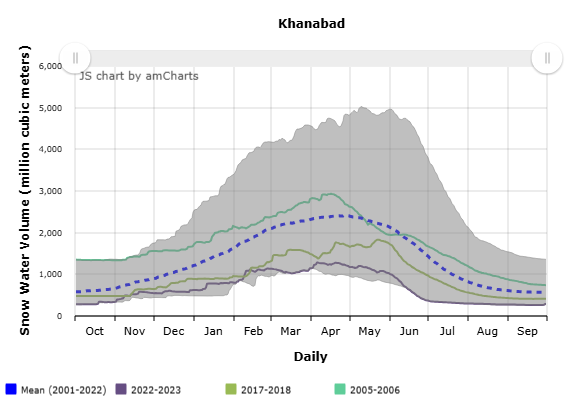 Khanabad
JS chart by amCharts
Snow Water Volume (million cubic meters)
6,000
5,000
4,000
3,000
2,000
1,000
0
Oct Nov Dec Jan Feb Mar Apr May Jun Jul Aug Sep
Daily
Mean (2001-2022) 2022-2023 2017-2018 2005-2006